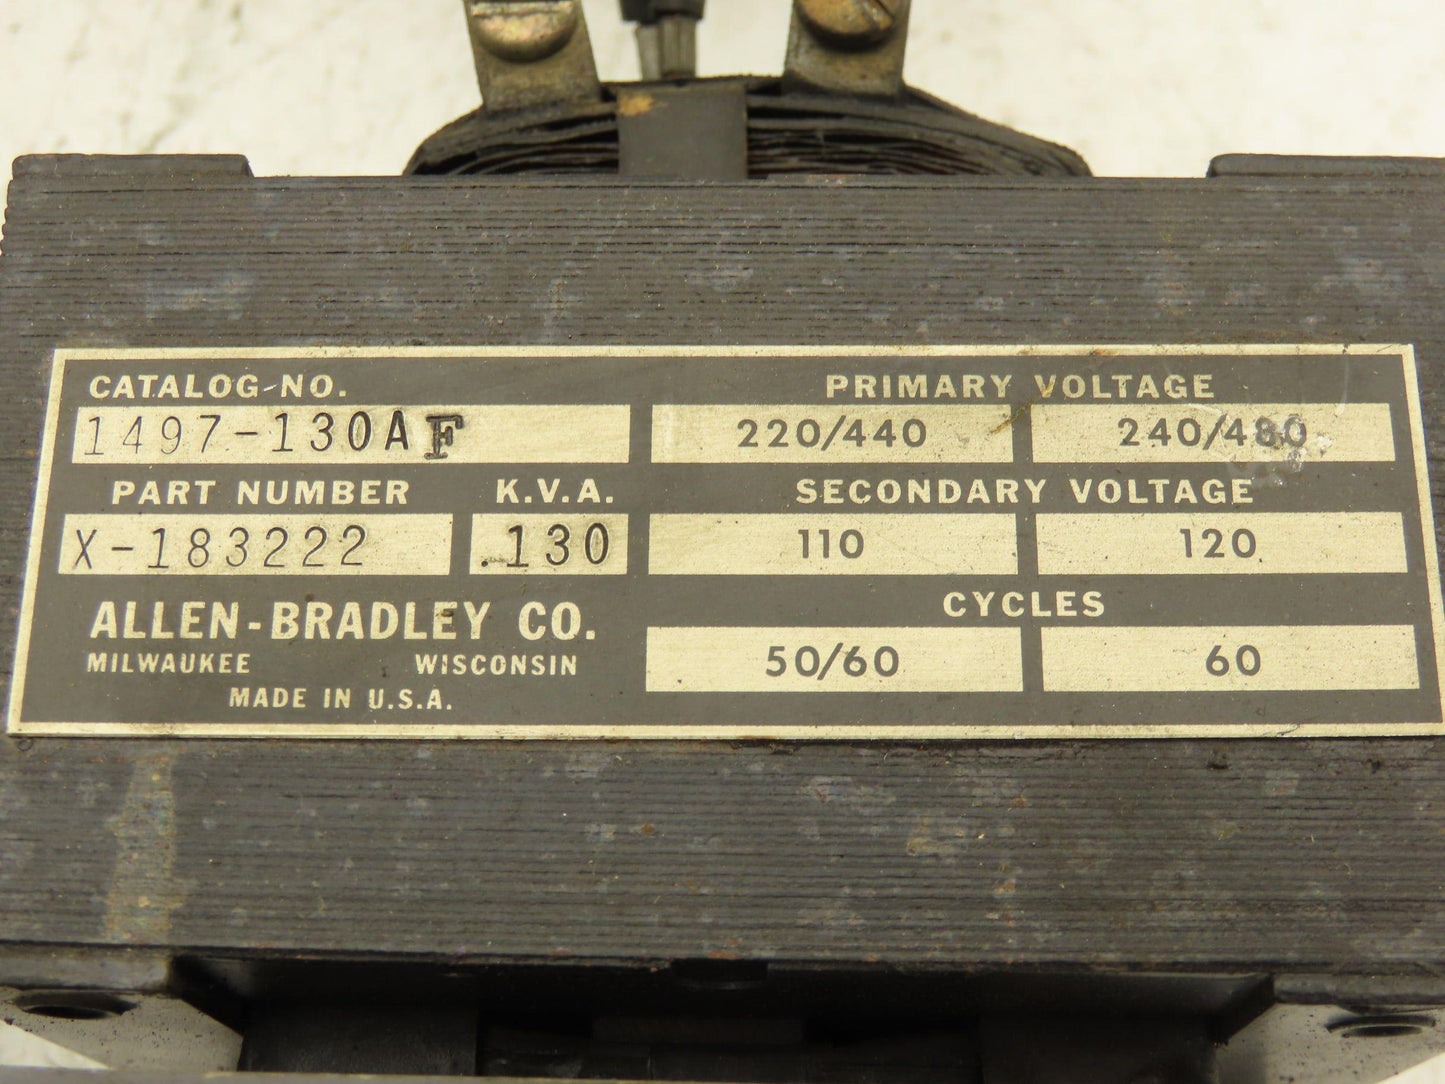 CATALOG-NO.
1497-130AF
PART NUMBER K.V.A.
X-183222 .130
ALLEN-BRADLEY CO.
MILWAUKEE WISCONSIN
MADE IN U.S.A.
PRIMARY VOLTAGE
220/440 240/480
SECONDARY VOLTAGE
110 120
CYCLES
50/60 60